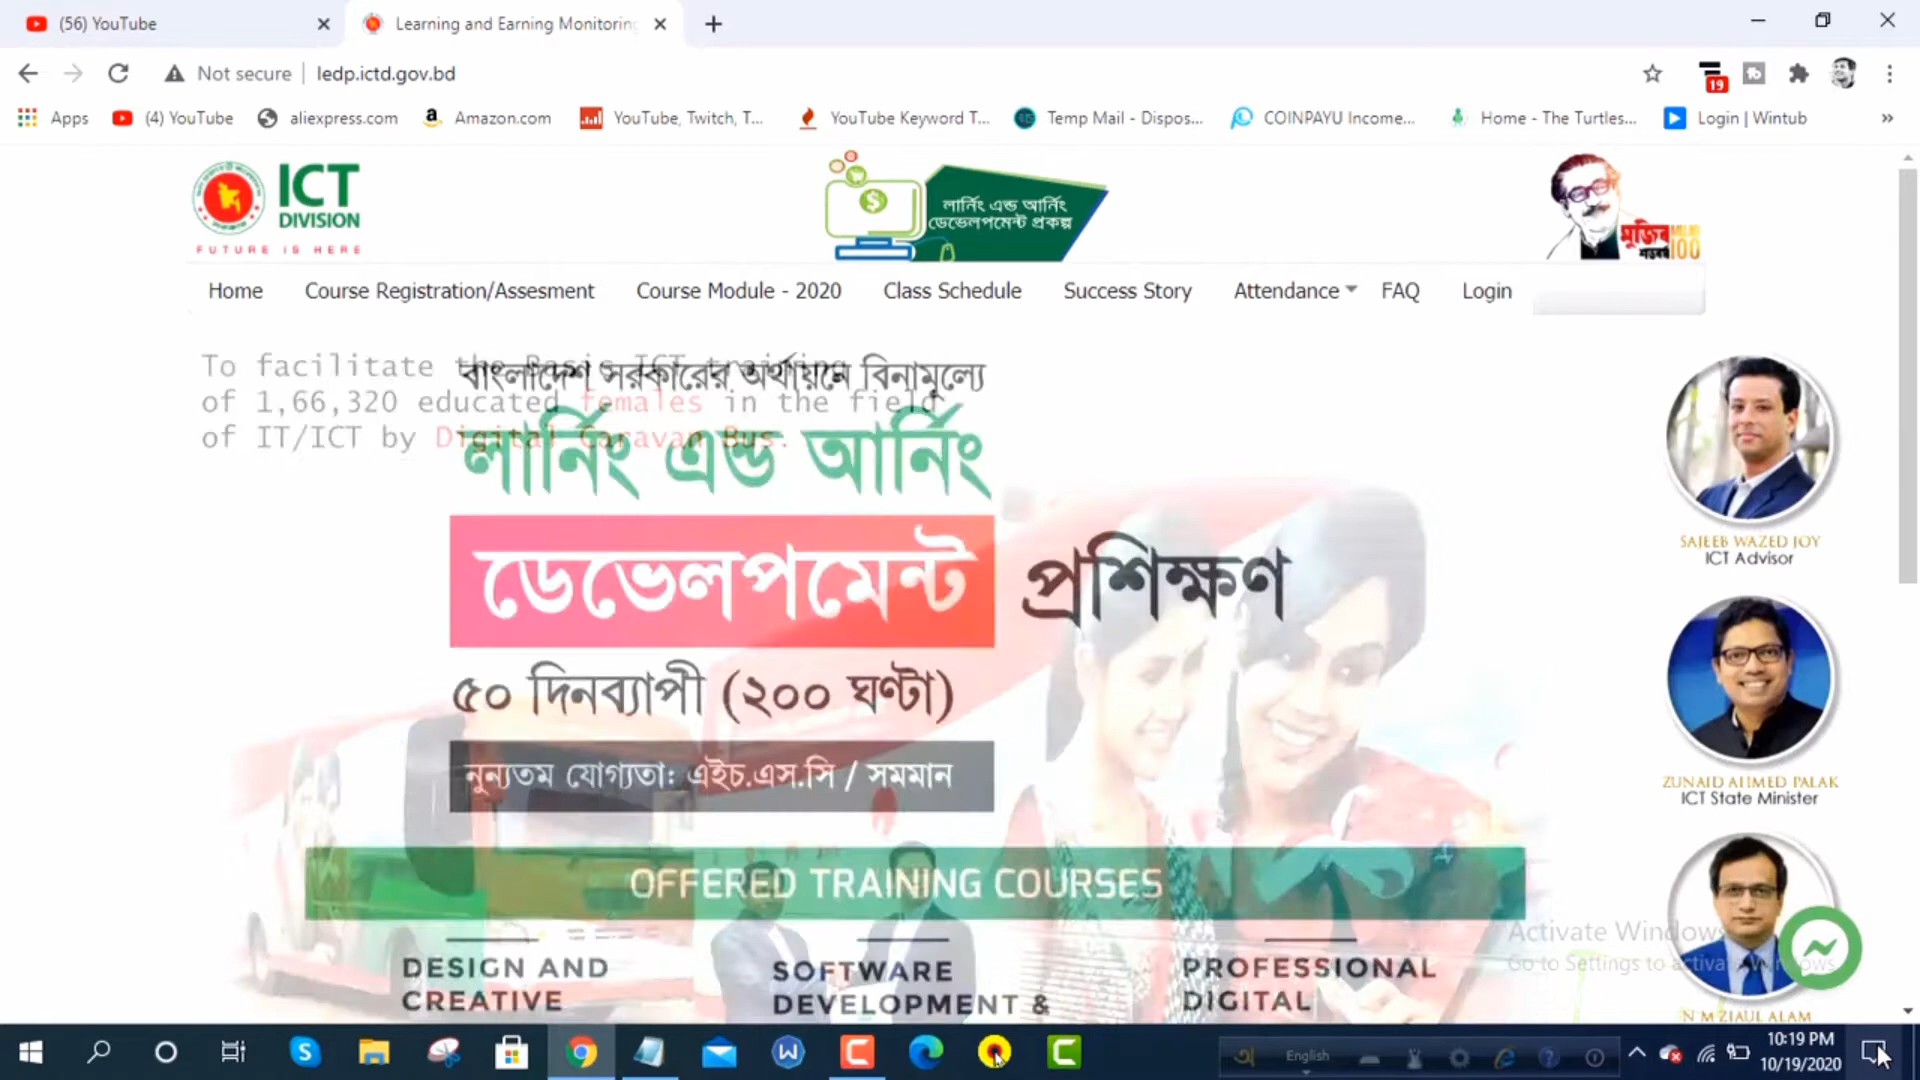 (56) YouTube
Learning and Earning Monitoring
Not secure
ledp.ictd.gov.bd
19
Apps
(4) YouTube
aliexpress.com
Amazon.com
YouTube, Twitch, T...
YouTube Keyword T...
Temp Mail - Dispos...
COINPAYU Income...
Home - The Turtles...
Login | Wintub
ICT
DIVISION
FUTURE IS HERE
লার্নিং এন্ড আর্নিং
ডেভেলপমেন্ট প্রকল্প
মুজিব
শতবর্ষ
100
Home
Course Registration/Assesment
Course Module - 2020
Class Schedule
Success Story
Attendance
FAQ
Login
To facilitate the Basic ICT training
of 1,66,320 educated females in the field
of IT/ICT by Digital Caravan Bus.
বাংলাদেশ সরকারের অর্থায়নে বিনামূল্যে
লার্নিং এন্ড আর্নিং
ডেভেলপমেন্ট প্রশিক্ষণ
৫০ দিনব্যাপী (২০০ ঘণ্টা)
নুন্যতম যোগ্যতা: এইচ.এস.সি / সমমান
OFFERED TRAINING COURSES
DESIGN AND
CREATIVE
SOFTWARE
DEVELOPMENT &
PROFESSIONAL
DIGITAL
SAJEEB WAZED JOY
ICT Advisor
ZUNAID AHMED PALAK
ICT State Minister
N M ZIAUL ALAM
Activate Windows
Go to Settings to activate Windows.
English
10:19 PM
10/19/2020